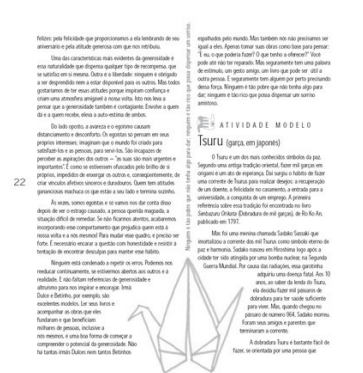 felizes: pela felicidade que proporcionamos a ela lembrando de seu
aniversário e pela atitude generosa com que nos retribuiu.
Uma das características mais evidentes da generosidade é
essa naturalidade que dispensa qualquer tipo de recompensa, que
se satisfaz em si mesma. Outra é a liberdade: ninguém é obrigado
a ser desprendido nem a estar disponível para os outros. Mas todos
gostaríamos de ter essas atitudes porque inspiram confiança e
criam uma atmosfera amigável à nossa volta. Isto nos leva a
pensar que a generosidade também é contagiante. Envolve a quem
dá e a quem recebe, eleva a auto-estima de ambos.
Do lado oposto, a avareza e o egoísmo causam
distanciamento e desconforto. Os egoístas só pensam em seus
próprios interesses; imaginam que o mundo foi criado para
satisfazê-los e as pessoas, para servi-los. São incapazes de
perceber as aspirações dos outros – "as suas são mais urgentes e
importantes". É como se estivessem ofuscados pelo brilho de si
próprios, impedidos de enxergar os outros e, conseqüentemente, de
criar vínculos afetivos sinceros e duradouros. Quem tem atitudes
gananciosas machuca os que estão a seu lado e termina sozinho.
22
Às vezes, somos egoístas e só vamos nos dar conta disso
depois de ver o estrago causado, a pessoa querida magoada, a
situação difícil de remediar. Se não ficarmos atentos, acabaremos
incorporando esse comportamento que prejudica quem está à
nossa volta e a nós mesmos! Para mudar esse quadro, é preciso ser
forte. É necessário encarar a questão com honestidade e resistir à
tentação de encontrar desculpas para manter esse hábito.
Ninguém está condenado a repetir os erros. Podemos nos
reeducar continuamente, se estivermos abertos aos outros e à
realidade. E não faltam referências de generosidade e
altruísmo para nos inspirar e encorajar. Irmã
Dulce e Betinho, por exemplo, são
excelentes modelos. Ler seus livros e
acompanhar as obras que eles
fundaram e que beneficiam
milhares de pessoas, inclusive a
nós mesmos, é uma boa forma de começar a
compreender o potencial da generosidade. Não
há tantas irmãs Dulces nem tantos Betinhos
Ninguém é tão pobre que não tenha algo para dar; ninguém é tão rico que possa dispensar um sorriso.
espalhados pelo mundo. Mas também nós não precisamos ser
igual a eles. Apenas tomar suas obras como base para pensar:
"E eu, o que poderia fazer? O que tenho a oferecer?" Você
pode até não ter reparado. Mas seguramente tem uma palavra
de estímulo, um gesto amigo, um livro que pode ser útil a
outra pessoa. E seguramente tem alguém por perto precisando
dessa força. Ninguém é tão pobre que não tenha algo para
dar; ninguém é tão rico que possa dispensar um sorriso
amistoso.
ATIVIDADE MODELO
Tsuru (garça, em japonês)
O Tsuru é um dos mais conhecidos símbolos da paz.
Segundo uma antiga tradição oriental, fazer mil garças em
origami é um ato de esperança. Daí surgiu o hábito de fazer
uma corrente de Tsurus para realizar desejos: a recuperação
de um doente, a felicidade no casamento, a entrada para a
universidade, a conquista de um emprego. A primeira
referência sobre essa tradição foi encontrada no livro
Senbazuru Orikata (Dobradura de mil garças), de Ro Ko An,
publicado em 1797.
Mas foi uma menina chamada Sadako Sassaki que
imortalizou a corrente dos mil Tsurus como símbolo eterno de
paz e harmonia. Sadako nasceu em Hiroshima logo após a
cidade ter sido atingida por uma bomba nuclear, na Segunda
Guerra Mundial. Por causa das radiações, essa garotinha
adquiriu uma doença fatal. Aos 10
anos, ao saber da lenda do Tsuru,
ela decidiu fazer mil pássaros de
dobradura para ter saúde suficiente
para viver. Mas, quando chegou no
pássaro de número 964, Sadako morreu.
Foram seus amigos e parentes que
terminaram a corrente.
A dobradura Tsuru é bastante fácil de
fazer, se orientada por uma pessoa que